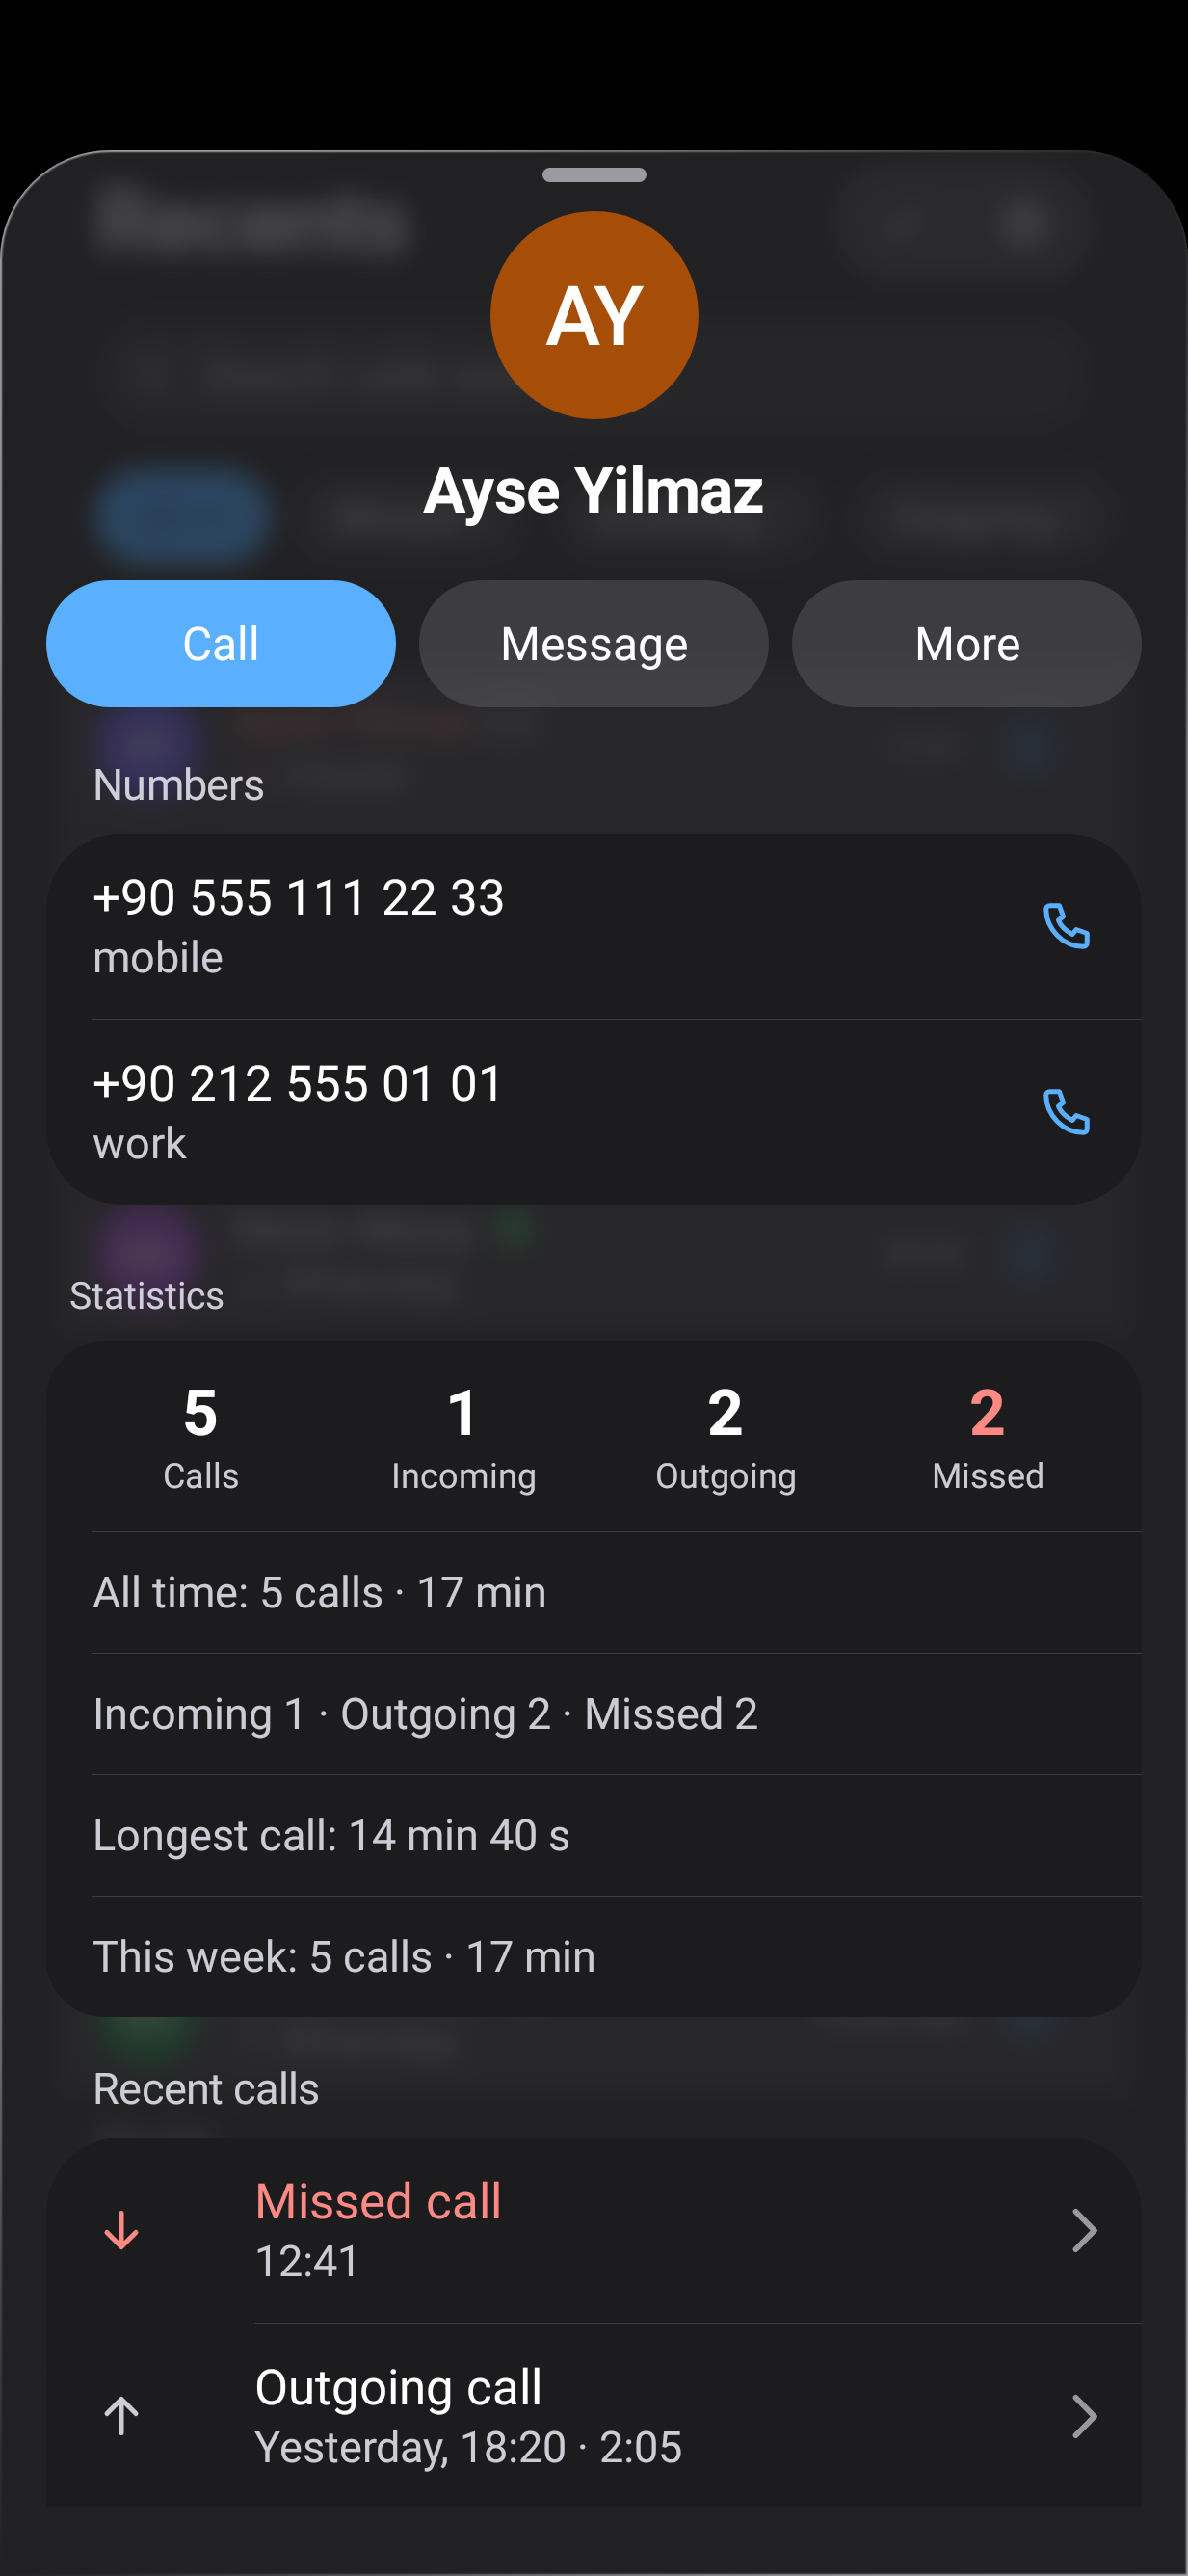 Recents
AY
Ayse Yilmaz
Call
Message
More
Numbers
+90 555 111 22 33
mobile
+90 212 555 01 01
work
Statistics
5
Calls
1
Incoming
2
Outgoing
2
Missed
All time: 5 calls · 17 min
Incoming 1 · Outgoing 2 · Missed 2
Longest call: 14 min 40 s
This week: 5 calls · 17 min
Recent calls
Missed call
12:41
Outgoing call
Yesterday, 18:20 · 2:05